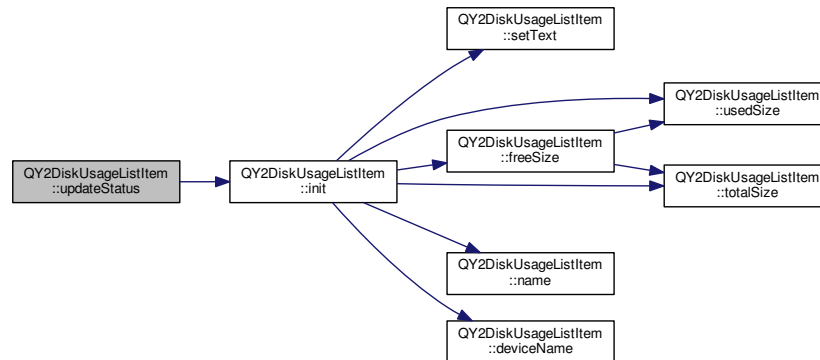 QY2DiskUsageListItem
::updateStatus
QY2DiskUsageListItem
::init
QY2DiskUsageListItem
::setText
QY2DiskUsageListItem
::usedSize
QY2DiskUsageListItem
::freeSize
QY2DiskUsageListItem
::totalSize
QY2DiskUsageListItem
::name
QY2DiskUsageListItem
::deviceName